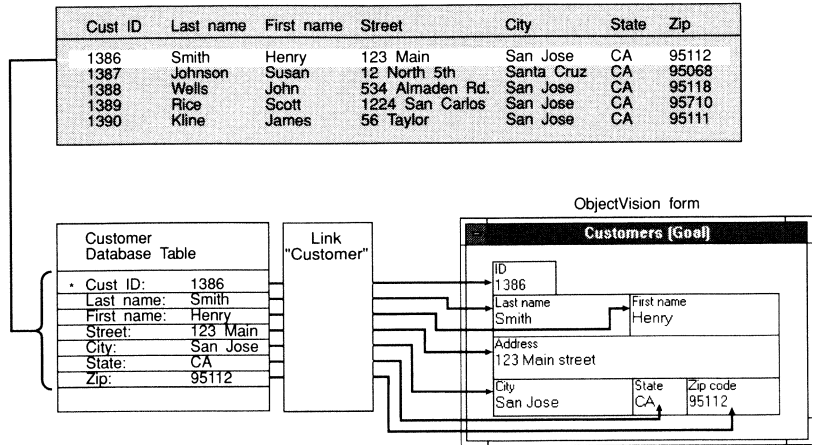 Cust ID Last name First name Street City State Zip
1386 Smith Henry 123 Main San Jose CA 95112
1387 Johnson Susan 12 North 5th Santa Cruz CA 95068
1388 Wells John 534 Almaden Rd. San Jose CA 95118
1389 Rice Scott 1224 San Carlos San Jose CA 95710
1390 Kline James 56 Taylor San Jose CA 95111
Customer
Database Table
* Cust ID: 1386
Last name: Smith
First name: Henry
Street: 123 Main
City: San Jose
State: CA
Zip: 95112
Link
"Customer"
ObjectVision form
Customers (Goal)
ID
1386
Last name First name
Smith Henry
Address
123 Main street
City State Zip code
San Jose CA 95112